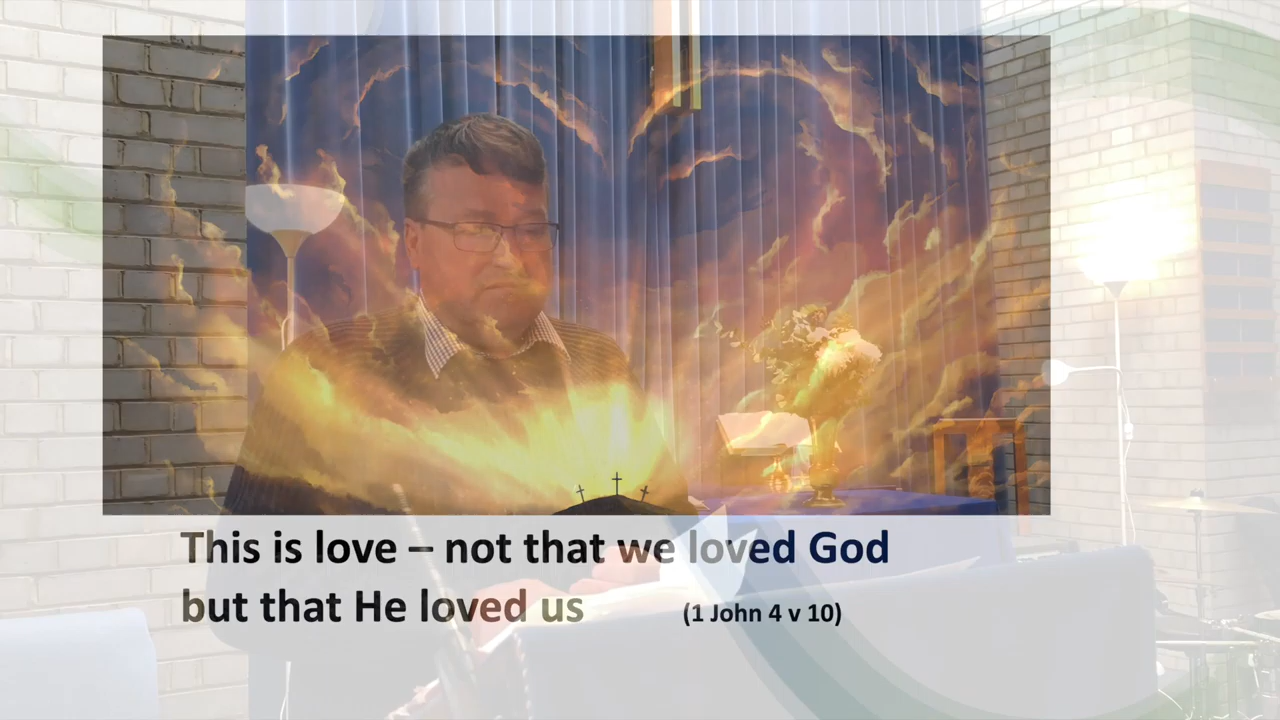 This is love – not that we loved God
but that He loved us (1 John 4 v 10)